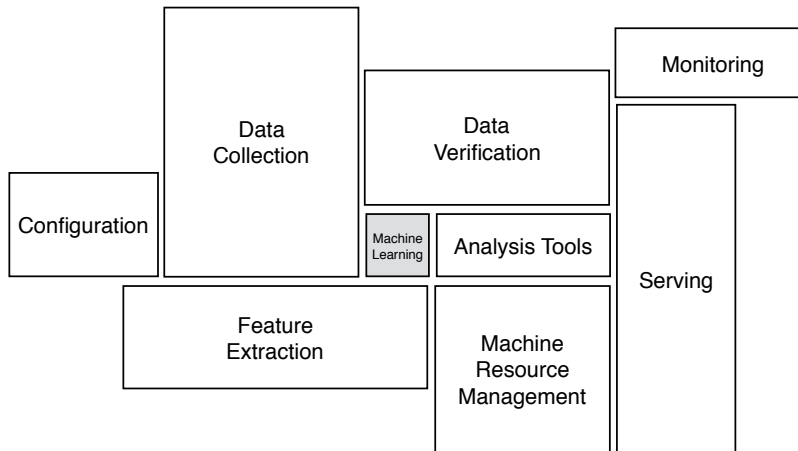 Monitoring
Data
Collection
Data
Verification
Configuration
Machine
Learning
Analysis Tools
Serving
Feature
Extraction
Machine
Resource
Management